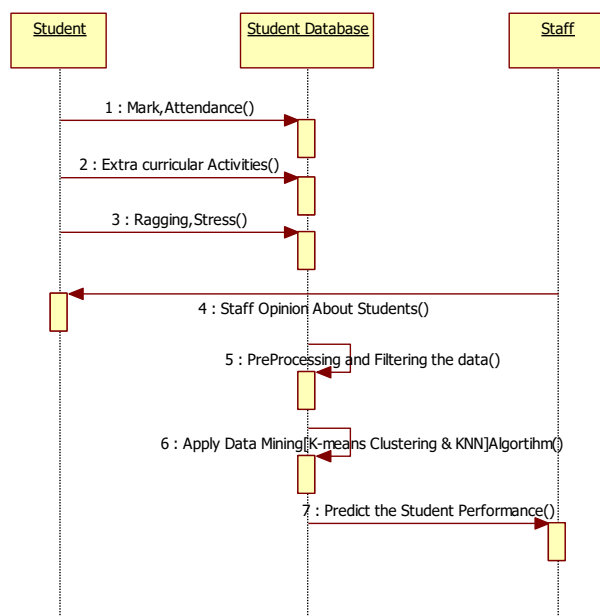 Student
Student Database
Staff
1 : Mark,Attendance()
2 : Extra curricular Activities()
3 : Ragging,Stress()
4 : Staff Opinion About Students()
5 : PreProcessing and Filtering the data()
6 : Apply Data Mining[K-means Clustering & KNN]Algortihm()
7 : Predict the Student Performance()